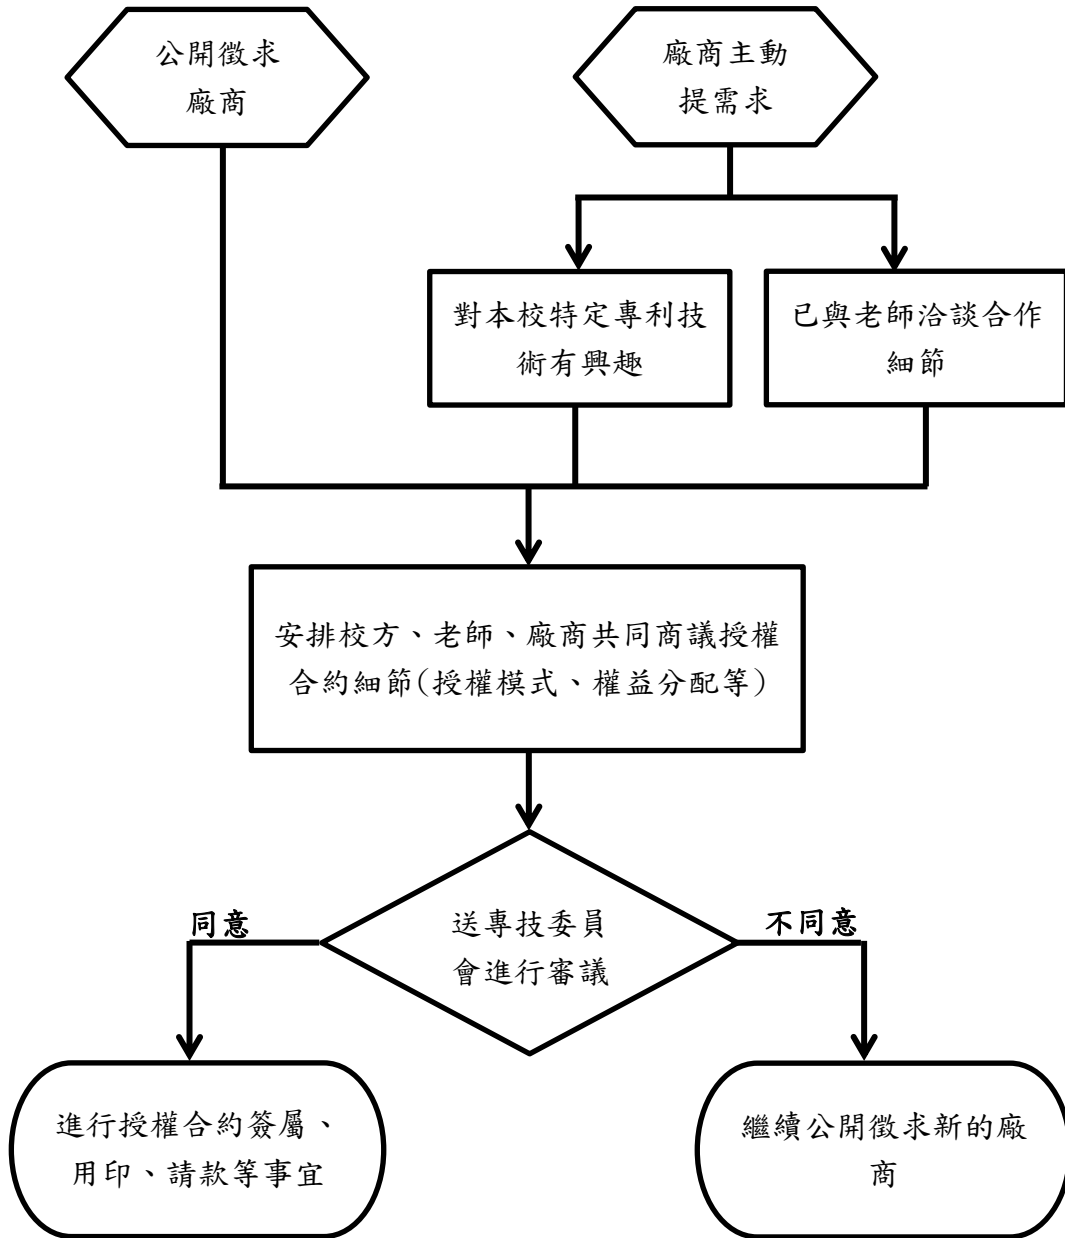 公開徵求
廠商
廠商主動
提需求
對本校特定專利技
術有興趣
已與老師洽談合作
細節
安排校方、老師、廠商共同商議授權
合約細節(授權模式、權益分配等)
送專技委員
會進行審議
同意
不同意
進行授權合約簽屬、
用印、請款等事宜
繼續公開徵求新的廠
商